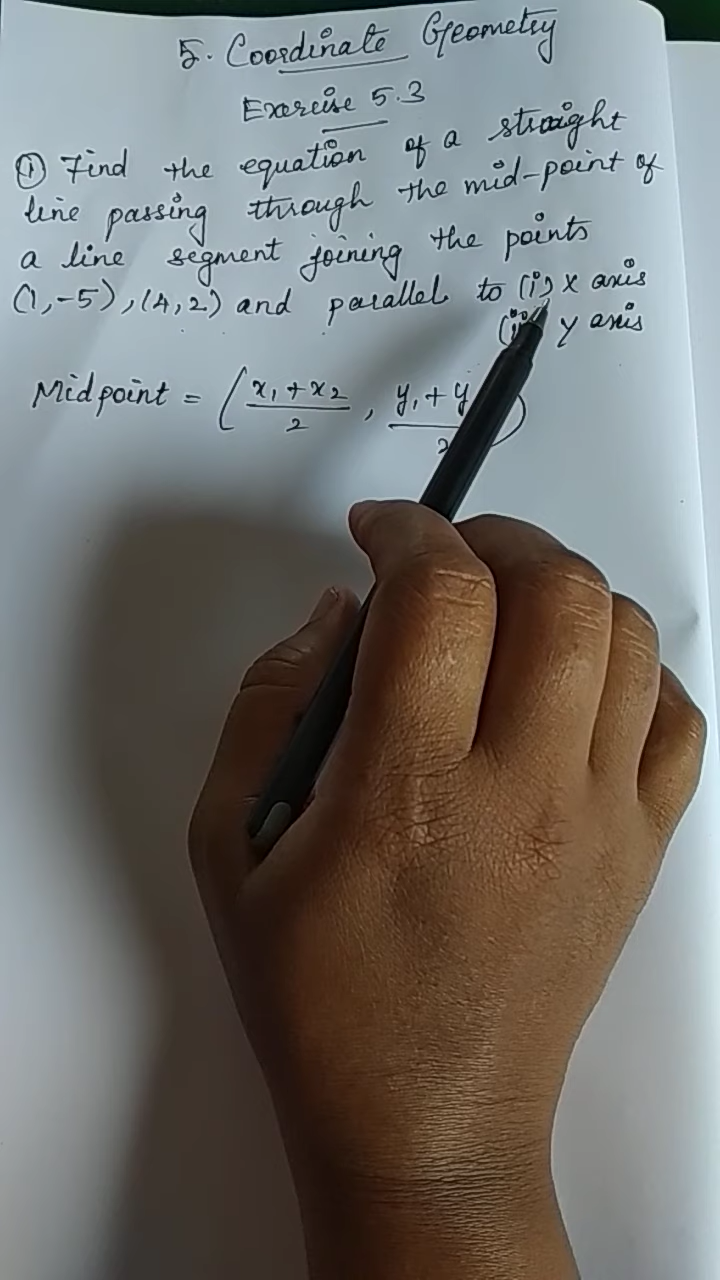 5. Coordinate Geometry
Exercise 5.3
① Find the equation of a straight
line passing through the mid-point of
a line segment joining the points
(1,-5), (4,2) and parallel to (i) X axis
(ii) Y axis
Midpoint = ( x₁ + x₂ / 2 , y₁ + y / 2 )